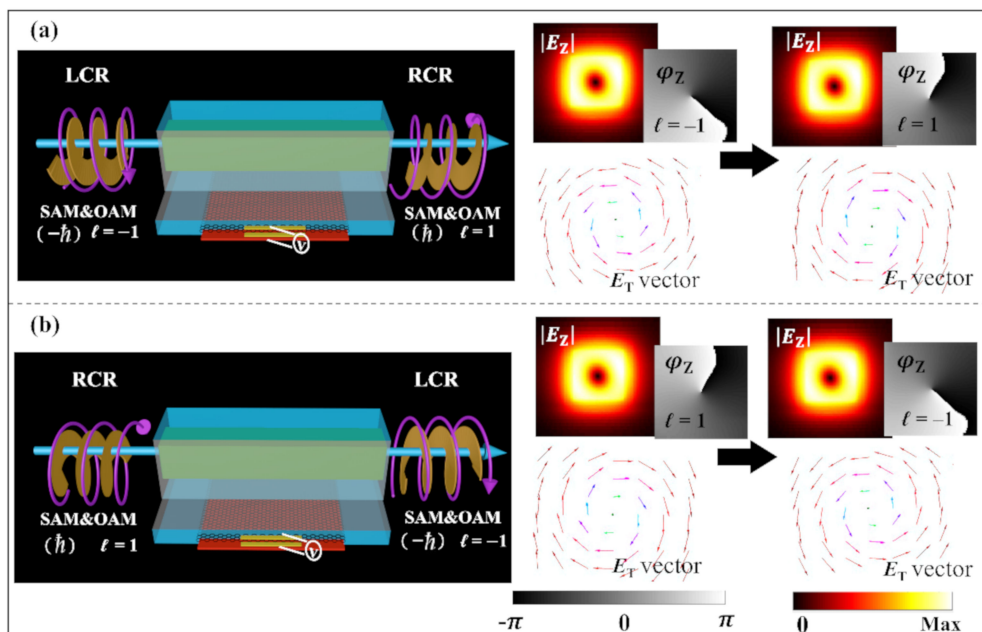 (a)
LCR
RCR
SAM&OAM
(−ħ) ℓ = −1
SAM&OAM
(ħ) ℓ = 1
V
|E_Z|
φ_Z
ℓ = −1
|E_Z|
φ_Z
ℓ = 1
E_T vector
E_T vector
(b)
RCR
LCR
SAM&OAM
(ħ) ℓ = 1
SAM&OAM
(−ħ) ℓ = −1
V
|E_Z|
φ_Z
ℓ = 1
|E_Z|
φ_Z
ℓ = −1
E_T vector
E_T vector
-π 0 π
0 Max